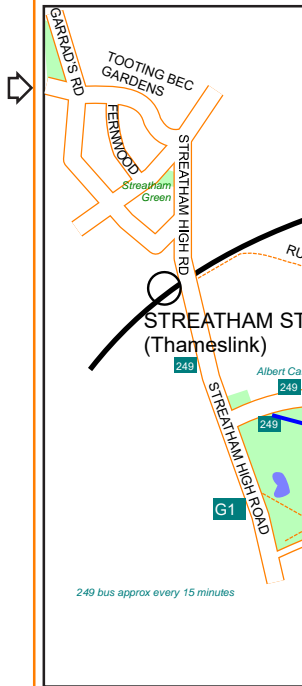 GARRAD'S RD
TOOTING BEC
GARDENS
FERNWOOD
STREATHAM HIGH RD
Streatham
Green
RU
STREATHAM ST
(Thameslink)
249
Albert Ca
249
249
STREATHAM HIGH ROAD
G1
249 bus approx every 15 minutes